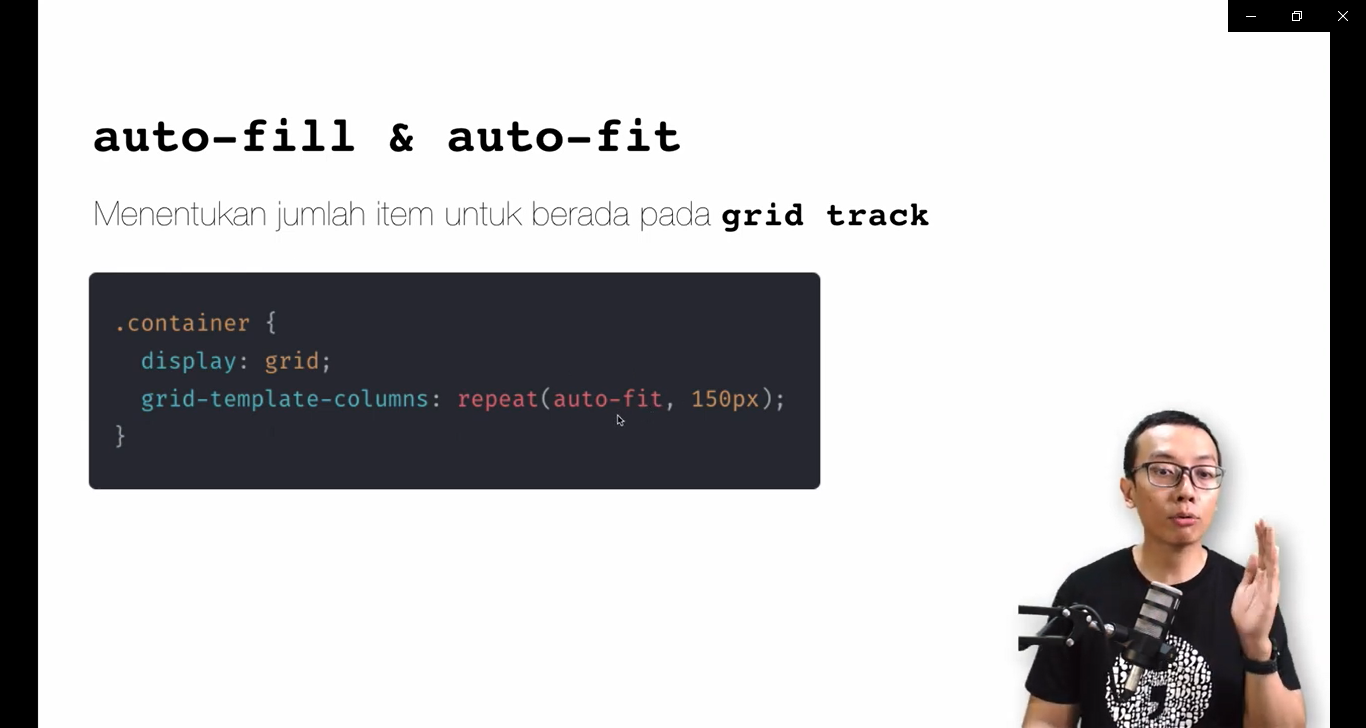 auto-fill & auto-fit
Menentukan jumlah item untuk berada pada grid track
.container {
  display: grid;
  grid-template-columns: repeat(auto-fit, 150px);
}